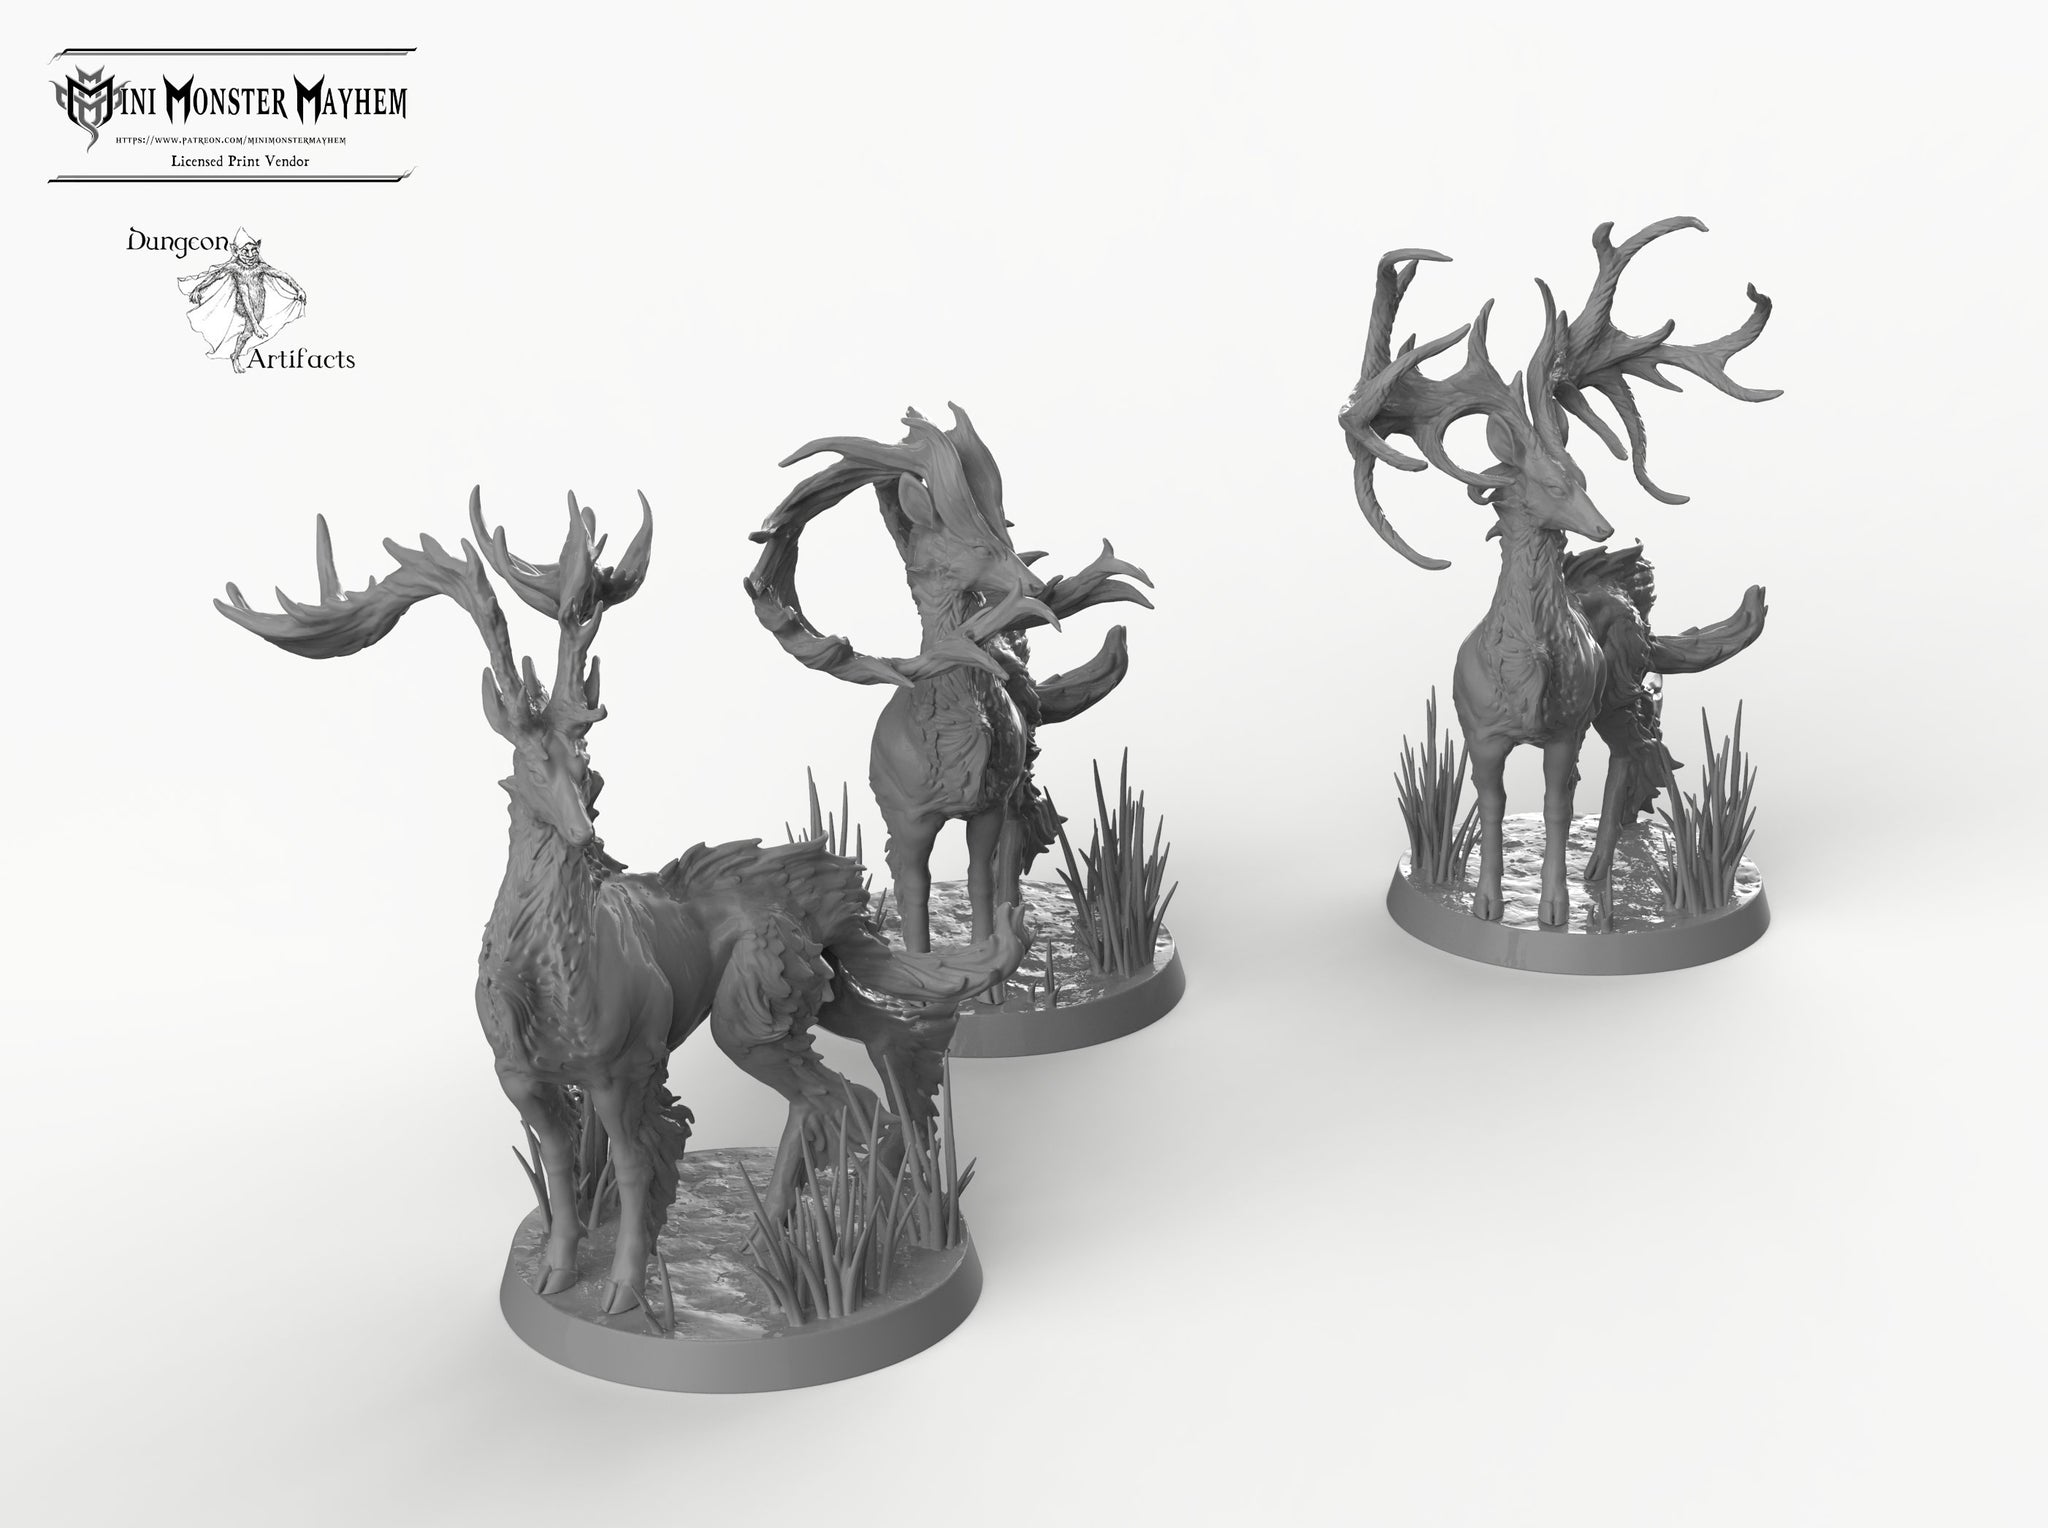 Mini Monster Mayhem
https://www.patreon.com/minimonstermayhem
Licensed Print Vendor
Dungeon
Artifacts